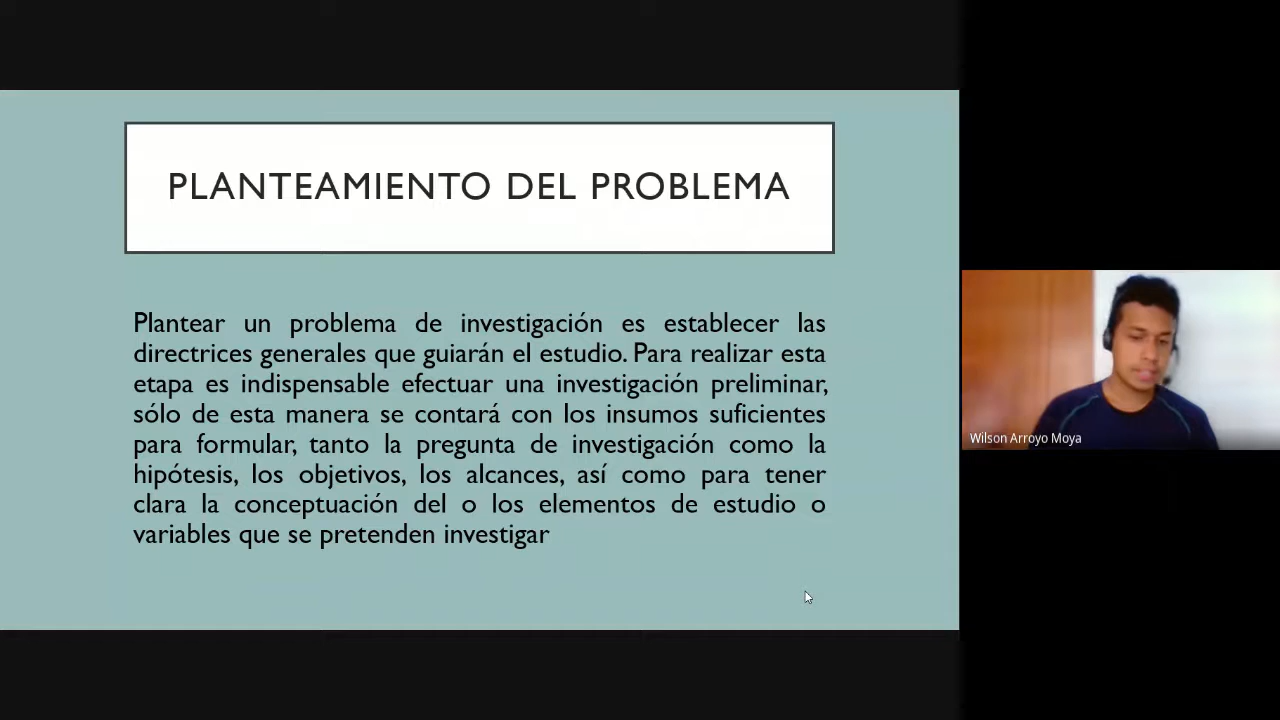 PLANTEAMIENTO DEL PROBLEMA
Plantear un problema de investigación es establecer las
directrices generales que guiarán el estudio. Para realizar esta
etapa es indispensable efectuar una investigación preliminar,
sólo de esta manera se contará con los insumos suficientes
para formular, tanto la pregunta de investigación como la
hipótesis, los objetivos, los alcances, así como para tener
clara la conceptuación del o los elementos de estudio o
variables que se pretenden investigar
Wilson Arroyo Moya